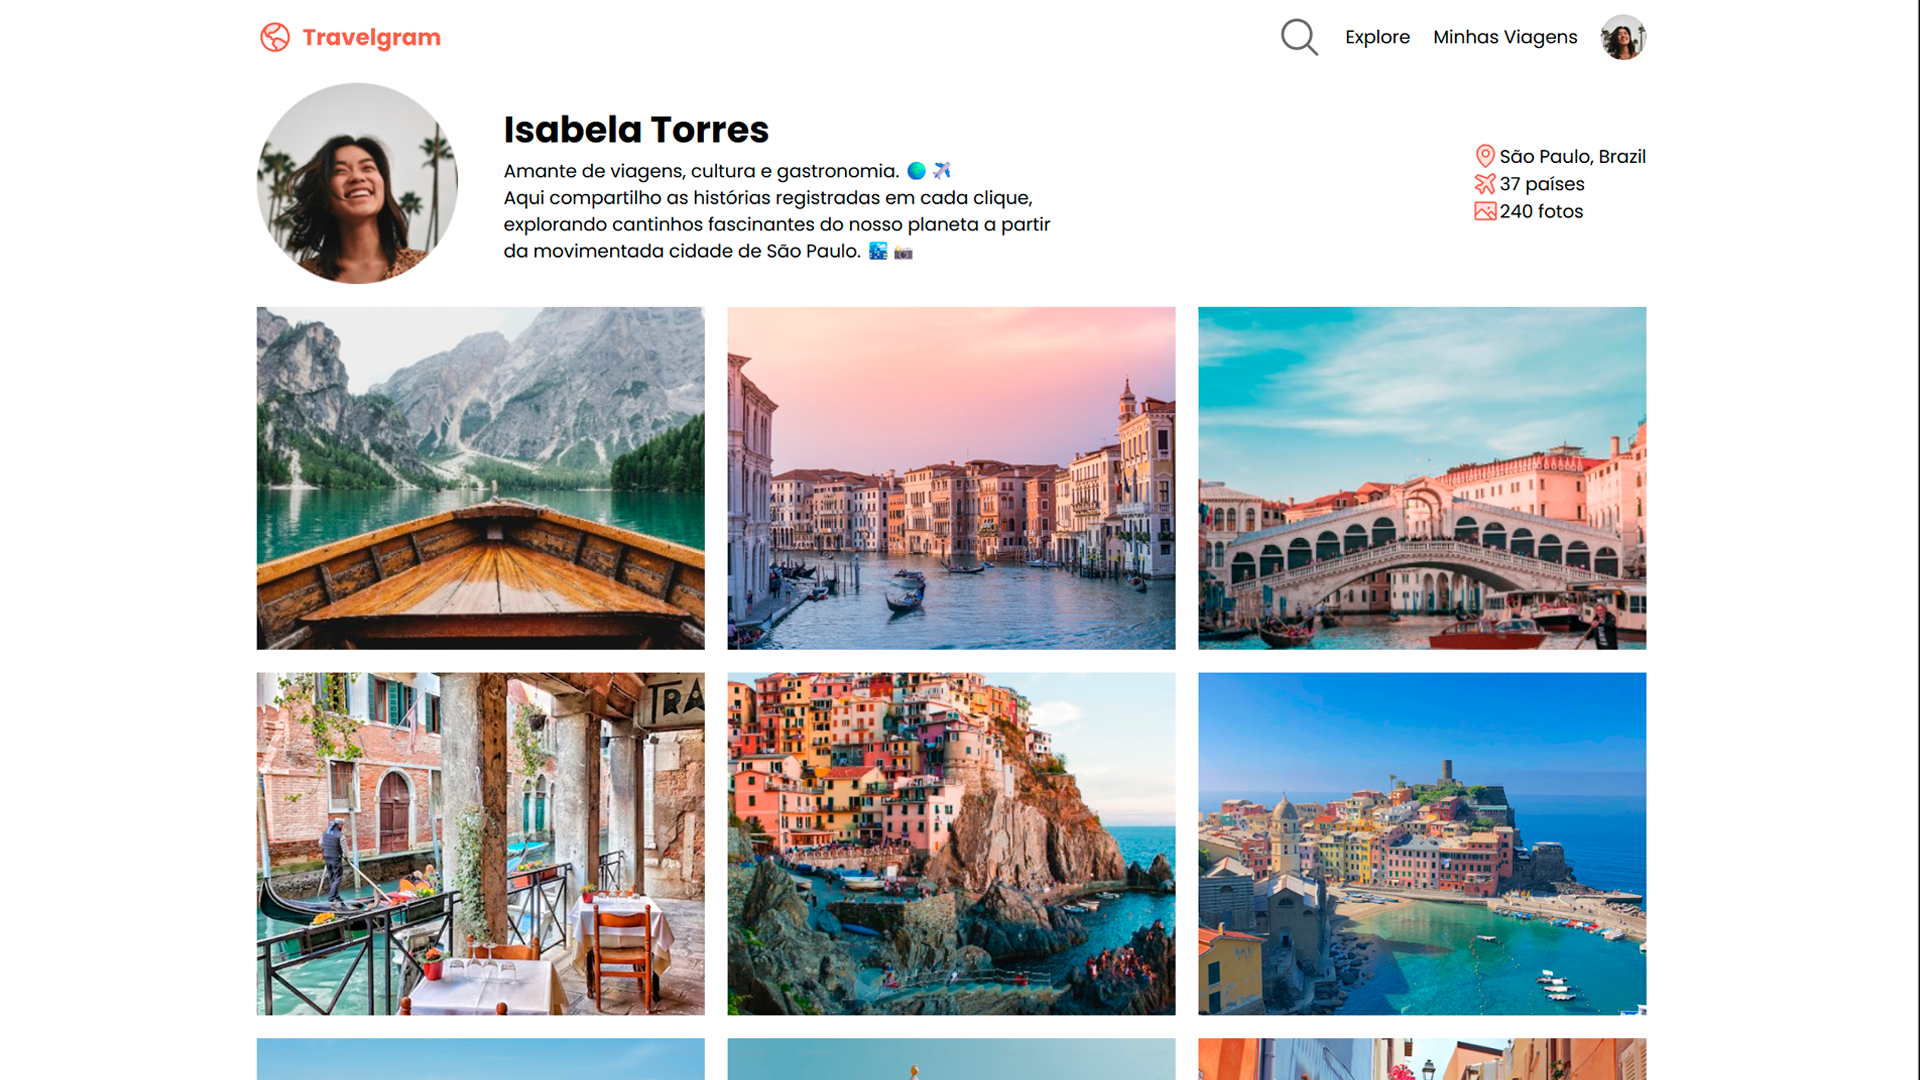 Travelgram
Explore
Minhas Viagens
Isabela Torres
Amante de viagens, cultura e gastronomia. 🌍 ✈️
Aqui compartilho as histórias registradas em cada clique,
explorando cantinhos fascinantes do nosso planeta a partir
da movimentada cidade de São Paulo. 🏙️ 📸
São Paulo, Brazil
37 países
240 fotos
TRA